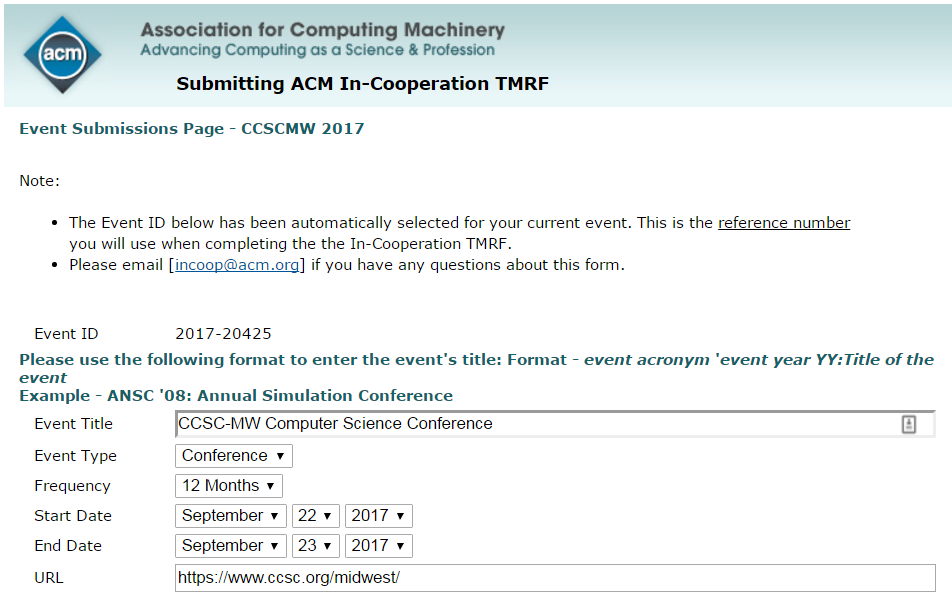 acm
Association for Computing Machinery
Advancing Computing as a Science & Profession
Submitting ACM In-Cooperation TMRF
Event Submissions Page - CCSCMW 2017
Note:
• The Event ID below has been automatically selected for your current event. This is the reference number
you will use when completing the the In-Cooperation TMRF.
• Please email [incoop@acm.org] if you have any questions about this form.
Event ID 2017-20425
Please use the following format to enter the event's title: Format - event acronym 'event year YY:Title of the
event
Example - ANSC '08: Annual Simulation Conference
Event Title CCSC-MW Computer Science Conference
Event Type Conference
Frequency 12 Months
Start Date September 22 2017
End Date September 23 2017
URL https://www.ccsc.org/midwest/